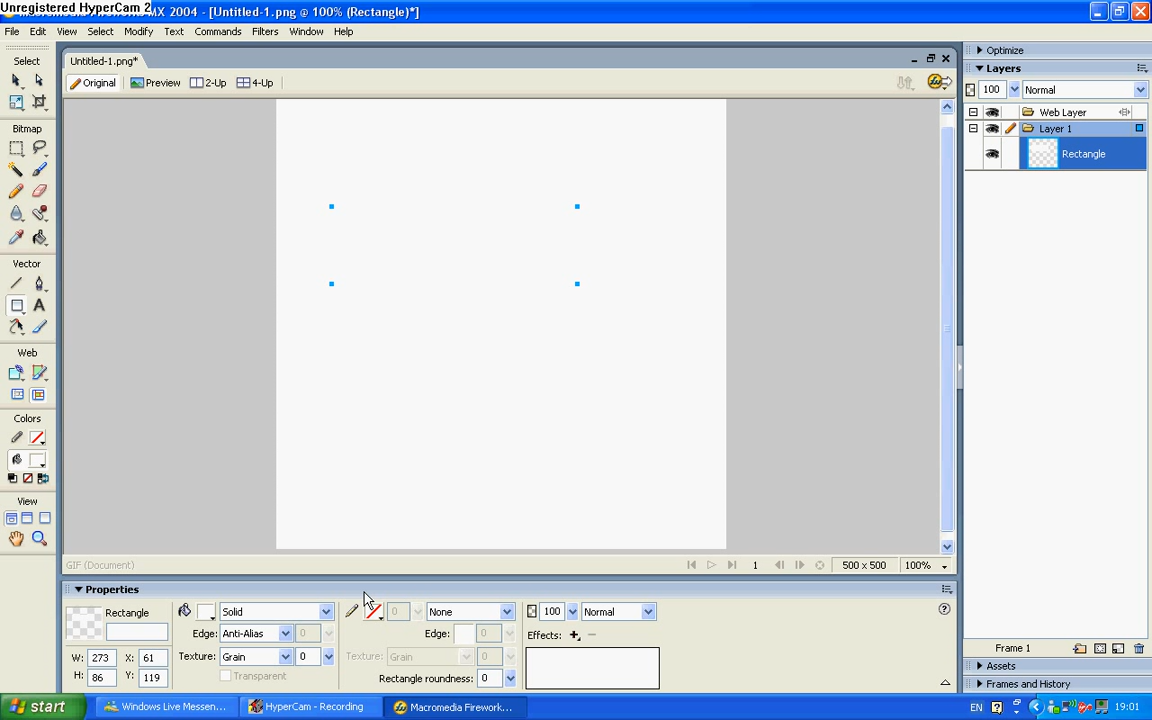 Unregistered HyperCam 2
MX 2004 - [Untitled-1.png @ 100% (Rectangle)*]
File Edit View Select Modify Text Commands Filters Window Help
Select
Untitled-1.png*
Original Preview 2-Up 4-Up
Bitmap
Vector
Web
Colors
View
Optimize
Layers
100 Normal
Web Layer
Layer 1
Rectangle
GIF (Document) 1 500 x 500 100%
Properties
Rectangle
Solid
0 None
100 Normal
Edge: Anti-Alias 0
Edge: 0
Effects:
W: 273 X: 61
Texture: Grain 0
Texture: Grain 0
H: 86 Y: 119
Transparent
Rectangle roundness: 0
Frame 1
Assets
Frames and History
start
Windows Live Messen...
HyperCam - Recording
Macromedia Firework...
EN
19:01